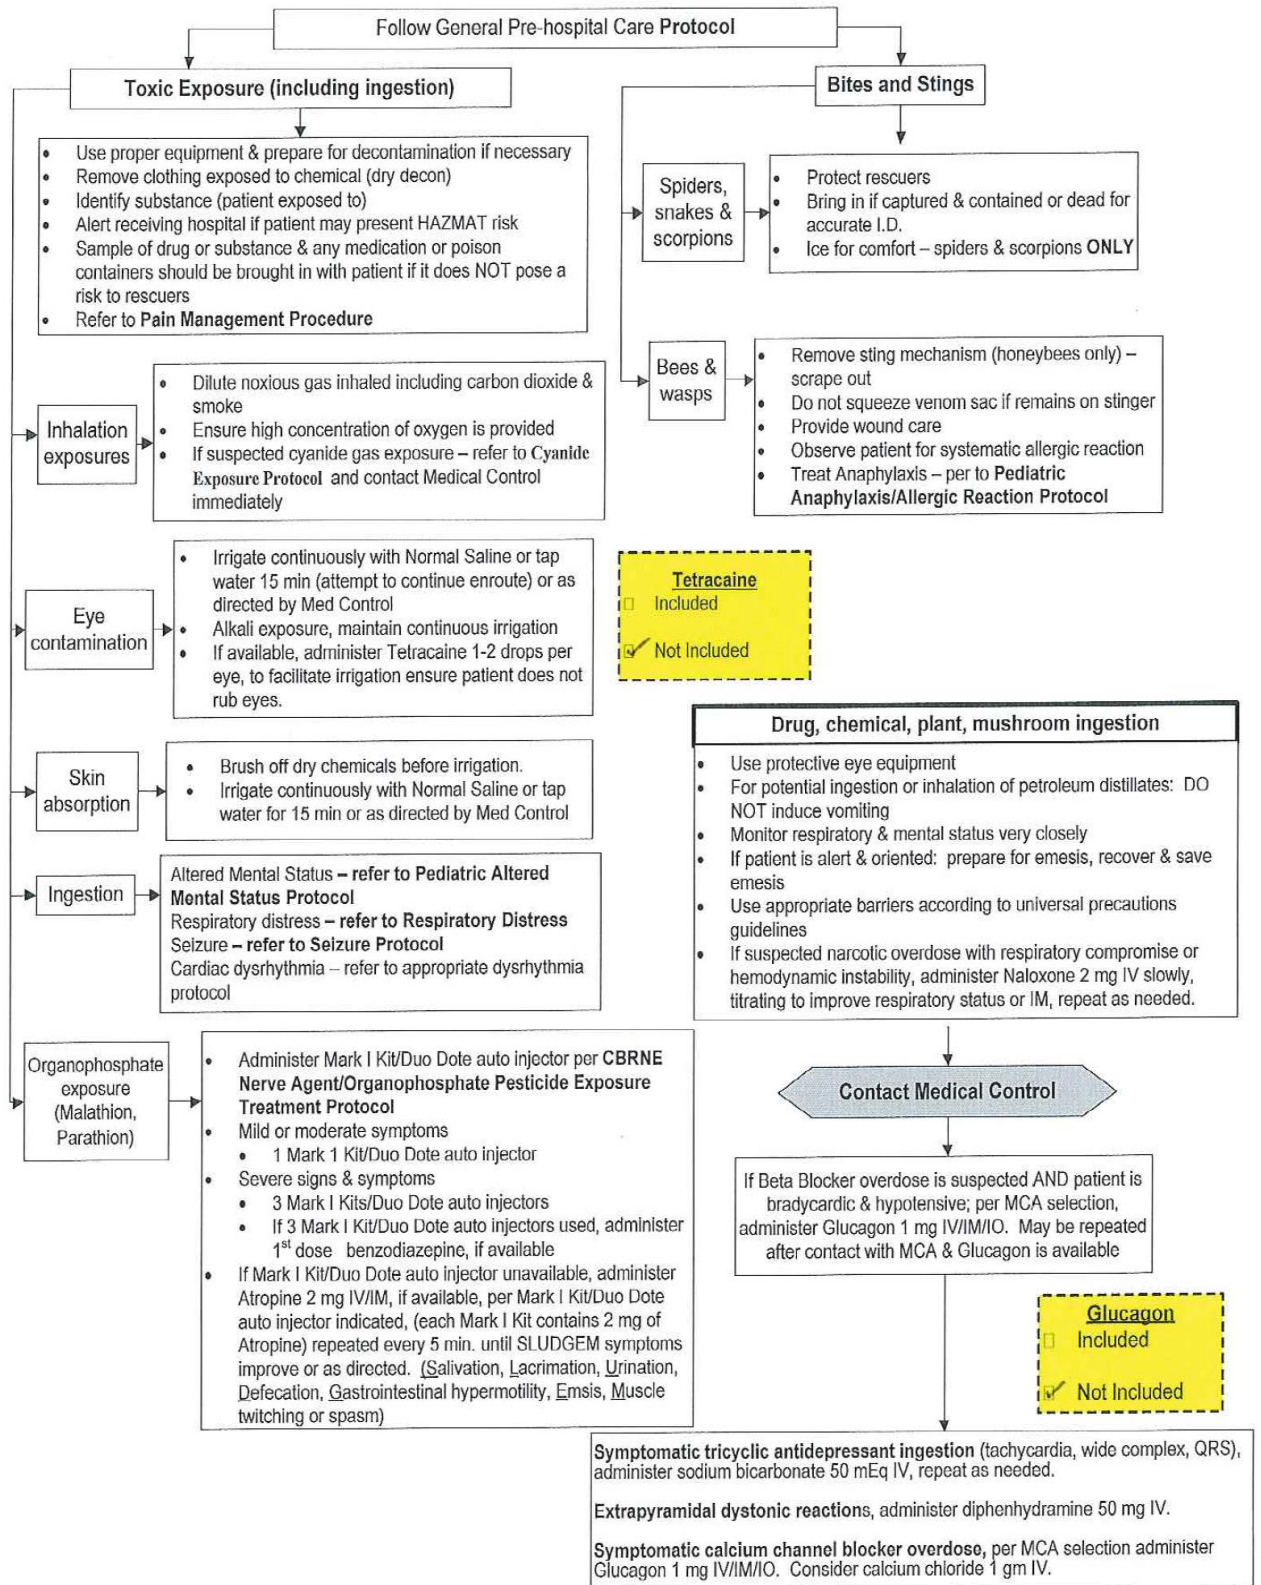 Follow General Pre-hospital Care Protocol
Toxic Exposure (including ingestion)
• Use proper equipment & prepare for decontamination if necessary
• Remove clothing exposed to chemical (dry decon)
• Identify substance (patient exposed to)
• Alert receiving hospital if patient may present HAZMAT risk
• Sample of drug or substance & any medication or poison
containers should be brought in with patient if it does NOT pose a
risk to rescuers
• Refer to Pain Management Procedure
Inhalation
exposures
• Dilute noxious gas inhaled including carbon dioxide &
smoke
• Ensure high concentration of oxygen is provided
• If suspected cyanide gas exposure – refer to Cyanide
Exposure Protocol and contact Medical Control
immediately
Eye
contamination
• Irrigate continuously with Normal Saline or tap
water 15 min (attempt to continue enroute) or as
directed by Med Control
• Alkali exposure, maintain continuous irrigation
• If available, administer Tetracaine 1-2 drops per
eye, to facilitate irrigation ensure patient does not
rub eyes.
Skin
absorption
• Brush off dry chemicals before irrigation.
• Irrigate continuously with Normal Saline or tap
water for 15 min or as directed by Med Control
Ingestion
Altered Mental Status – refer to Pediatric Altered
Mental Status Protocol
Respiratory distress – refer to Respiratory Distress
Seizure – refer to Seizure Protocol
Cardiac dysrhythmia – refer to appropriate dysrhythmia
protocol
Organophosphate
exposure
(Malathion,
Parathion)
• Administer Mark I Kit/Duo Dote auto injector per CBRNE
Nerve Agent/Organophosphate Pesticide Exposure
Treatment Protocol
• Mild or moderate symptoms
• 1 Mark 1 Kit/Duo Dote auto injector
• Severe signs & symptoms
• 3 Mark I Kits/Duo Dote auto injectors
• If 3 Mark I Kit/Duo Dote auto injectors used, administer
1st dose benzodiazepine, if available
• If Mark I Kit/Duo Dote auto injector unavailable, administer
Atropine 2 mg IV/IM, if available, per Mark I Kit/Duo Dote
auto injector indicated, (each Mark I Kit contains 2 mg of
Atropine) repeated every 5 min. until SLUDGEM symptoms
improve or as directed. (Salivation, Lacrimation, Urination,
Defecation, Gastrointestinal hypermotility, Emsis, Muscle
twitching or spasm)
Bites and Stings
Spiders,
snakes &
scorpions
• Protect rescuers
• Bring in if captured & contained or dead for
accurate I.D.
• Ice for comfort – spiders & scorpions ONLY
Bees &
wasps
• Remove sting mechanism (honeybees only) –
scrape out
• Do not squeeze venom sac if remains on stinger
• Provide wound care
• Observe patient for systematic allergic reaction
• Treat Anaphylaxis – per to Pediatric
Anaphylaxis/Allergic Reaction Protocol
Tetracaine
☐ Included
☑ Not Included
Drug, chemical, plant, mushroom ingestion
• Use protective eye equipment
• For potential ingestion or inhalation of petroleum distillates: DO
NOT induce vomiting
• Monitor respiratory & mental status very closely
• If patient is alert & oriented: prepare for emesis, recover & save
emesis
• Use appropriate barriers according to universal precautions
guidelines
• If suspected narcotic overdose with respiratory compromise or
hemodynamic instability, administer Naloxone 2 mg IV slowly,
titrating to improve respiratory status or IM, repeat as needed.
Contact Medical Control
If Beta Blocker overdose is suspected AND patient is
bradycardic & hypotensive; per MCA selection,
administer Glucagon 1 mg IV/IM/IO. May be repeated
after contact with MCA & Glucagon is available
Glucagon
☐ Included
☑ Not Included
Symptomatic tricyclic antidepressant ingestion (tachycardia, wide complex, QRS),
administer sodium bicarbonate 50 mEq IV, repeat as needed.
Extrapyramidal dystonic reactions, administer diphenhydramine 50 mg IV.
Symptomatic calcium channel blocker overdose, per MCA selection administer
Glucagon 1 mg IV/IM/IO. Consider calcium chloride 1 gm IV.